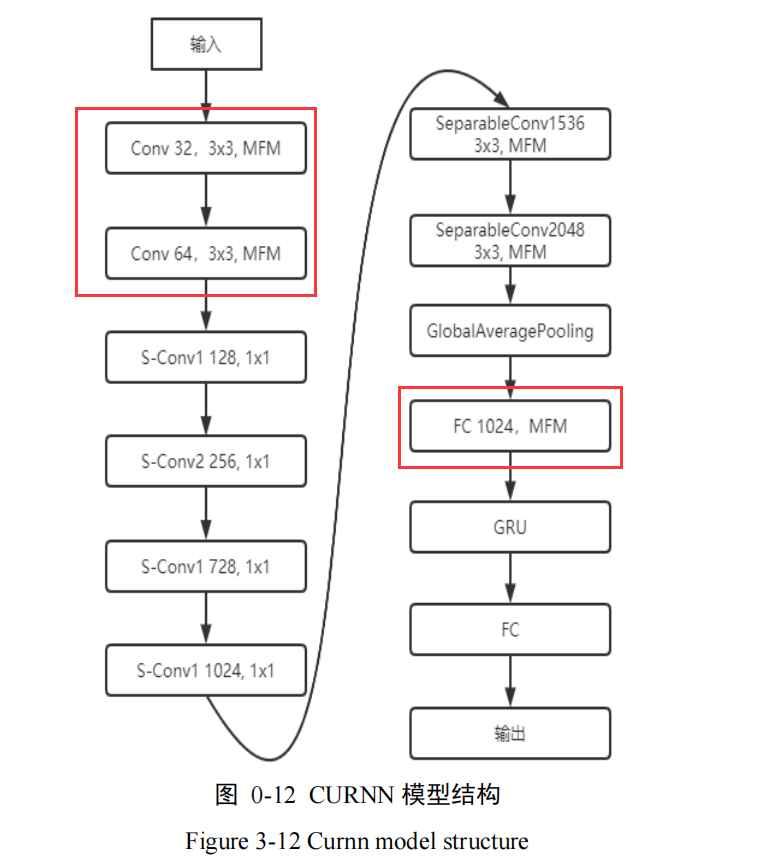 输入
Conv 32，3x3, MFM
Conv 64，3x3, MFM
S-Conv1 128, 1x1
S-Conv2 256, 1x1
S-Conv1 728, 1x1
S-Conv1 1024, 1x1
SeparableConv1536
3x3, MFM
SeparableConv2048
3x3, MFM
GlobalAveragePooling
FC 1024，MFM
GRU
FC
输出
图 0-12 CURNN 模型结构
Figure 3-12 Curnn model structure